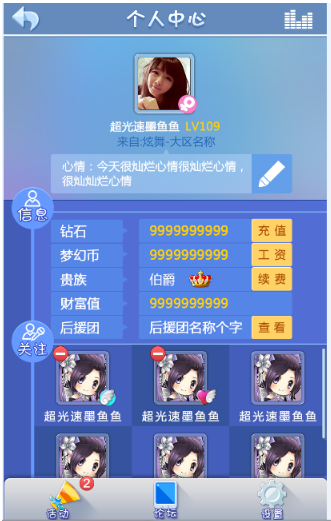 个人中心
超光速墨鱼鱼 LV109
来自:炫舞-大区名称
心情：今天很灿烂心情很灿烂心情，
很灿灿烂心情
信息
钻石 9999999999 充值
梦幻币 9999999999 工资
贵族 伯爵 续费
财富值 9999999999
后援团 后援团名称个字 查看
关注
超光速墨鱼鱼 超光速墨鱼鱼 超光速墨鱼鱼
2
活动 论坛 设置